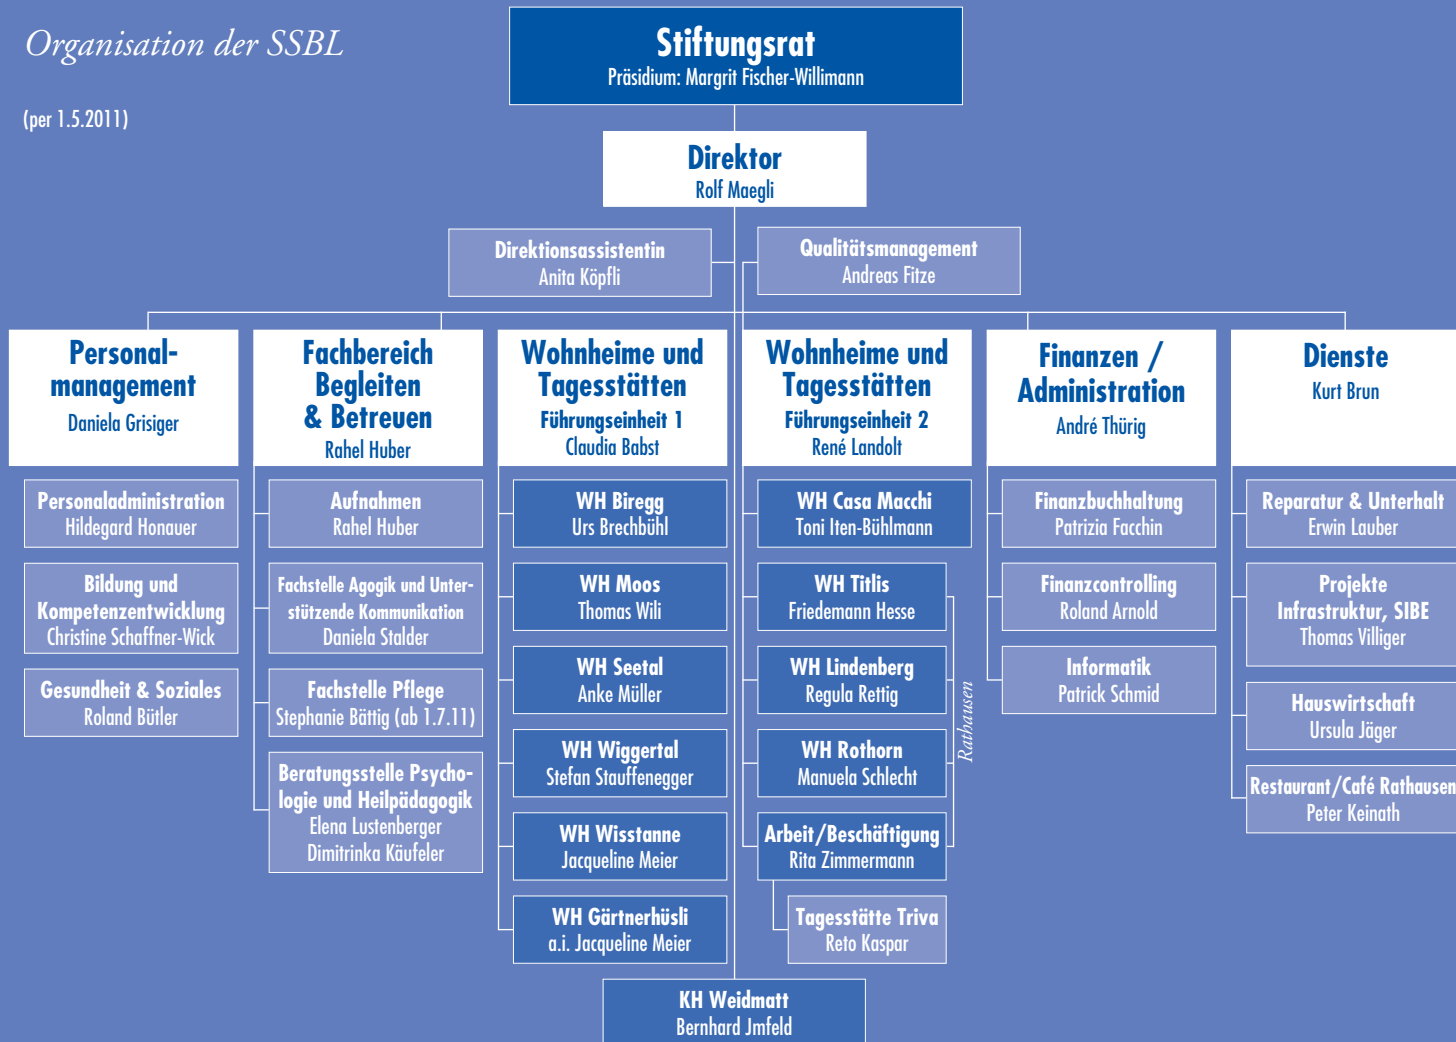 Organisation der SSBL
(per 1.5.2011)
Stiftungsrat
Präsidium: Margrit Fischer-Willimann
Direktor
Rolf Maegli
Direktionsassistentin
Anita Köpfli
Qualitätsmanagement
Andreas Fitze
Personal-
management
Daniela Grisiger
Personaladministration
Hildegard Honauer
Bildung und
Kompetenzentwicklung
Christine Schaffner-Wick
Gesundheit & Soziales
Roland Bütler
Fachbereich
Begleiten
& Betreuen
Rahel Huber
Aufnahmen
Rahel Huber
Fachstelle Agogik und Unter-
stützende Kommunikation
Daniela Stalder
Fachstelle Pflege
Stephanie Bättig (ab 1.7.11)
Beratungsstelle Psycho-
logie und Heilpädagogik
Elena Lustenberger
Dimitrinka Käufeler
Wohnheime und
Tagesstätten
Führungseinheit 1
Claudia Babst
WH Biregg
Urs Brechbühl
WH Moos
Thomas Wili
WH Seetal
Anke Müller
WH Wiggertal
Stefan Stauffenegger
WH Wisstanne
Jacqueline Meier
WH Gärtnerhüsli
a.i. Jacqueline Meier
Wohnheime und
Tagesstätten
Führungseinheit 2
René Landolt
WH Casa Macchi
Toni Iten-Bühlmann
WH Titlis
Friedemann Hesse
WH Lindenberg
Regula Rettig
WH Rothorn
Manuela Schlecht
Arbeit/Beschäftigung
Rita Zimmermann
Rathausen
Tagesstätte Triva
Reto Kaspar
Finanzen /
Administration
André Thürig
Finanzbuchhaltung
Patrizia Facchin
Finanzcontrolling
Roland Arnold
Informatik
Patrick Schmid
Dienste
Kurt Brun
Reparatur & Unterhalt
Erwin Lauber
Projekte
Infrastruktur, SIBE
Thomas Villiger
Hauswirtschaft
Ursula Jäger
Restaurant/Café Rathausen
Peter Keinath
KH Weidmatt
Bernhard Jmfeld